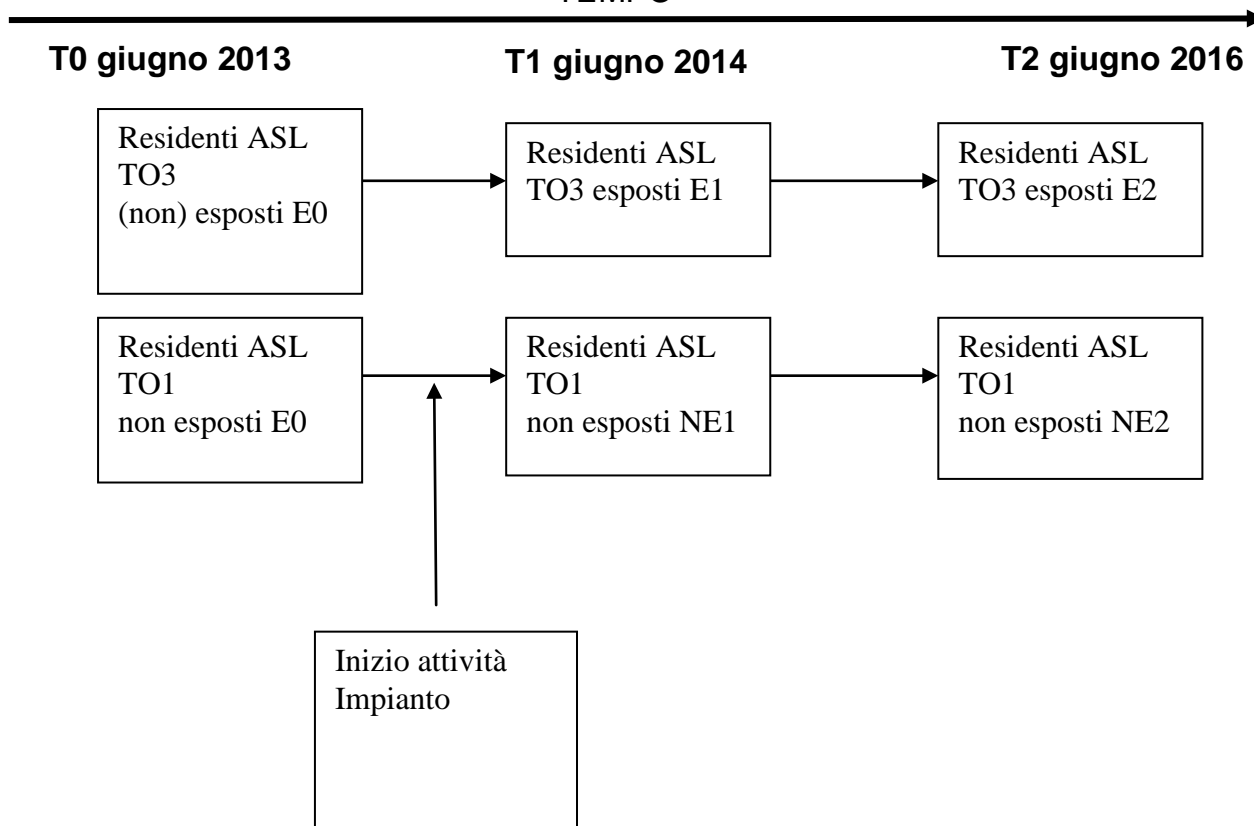 TEMPO
T0 giugno 2013
T1 giugno 2014
T2 giugno 2016
Residenti ASL
TO3
(non) esposti E0
Residenti ASL
TO3 esposti E1
Residenti ASL
TO3 esposti E2
Residenti ASL
TO1
non esposti E0
Residenti ASL
TO1
non esposti NE1
Residenti ASL
TO1
non esposti NE2
Inizio attività
Impianto